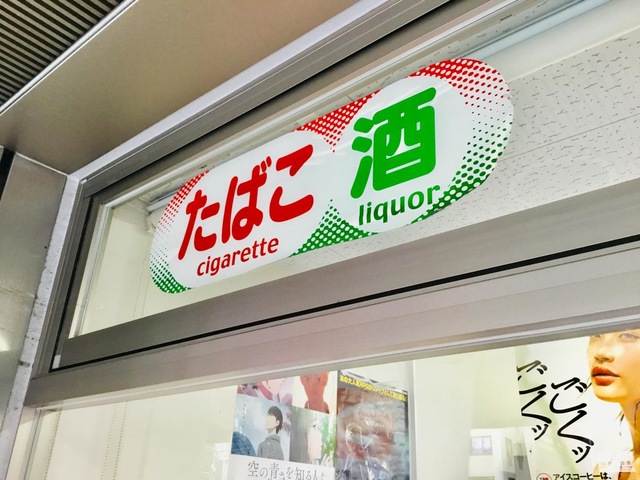 たばこ
cigarette
酒
liquor
空の青さを知る人よ
ごくッ
ごくッ
アイスコーヒーは、